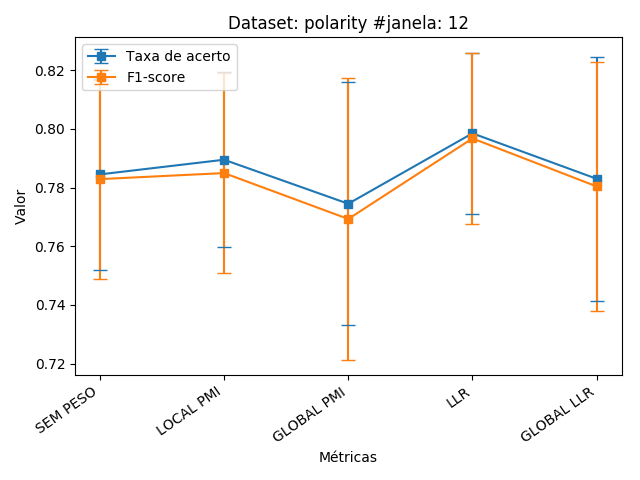 Dataset: polarity #janela: 12
Taxa de acerto
F1-score
Valor
0.82
0.80
0.78
0.76
0.74
0.72
SEM PESO
LOCAL PMI
GLOBAL PMI
LLR
GLOBAL LLR
Métricas